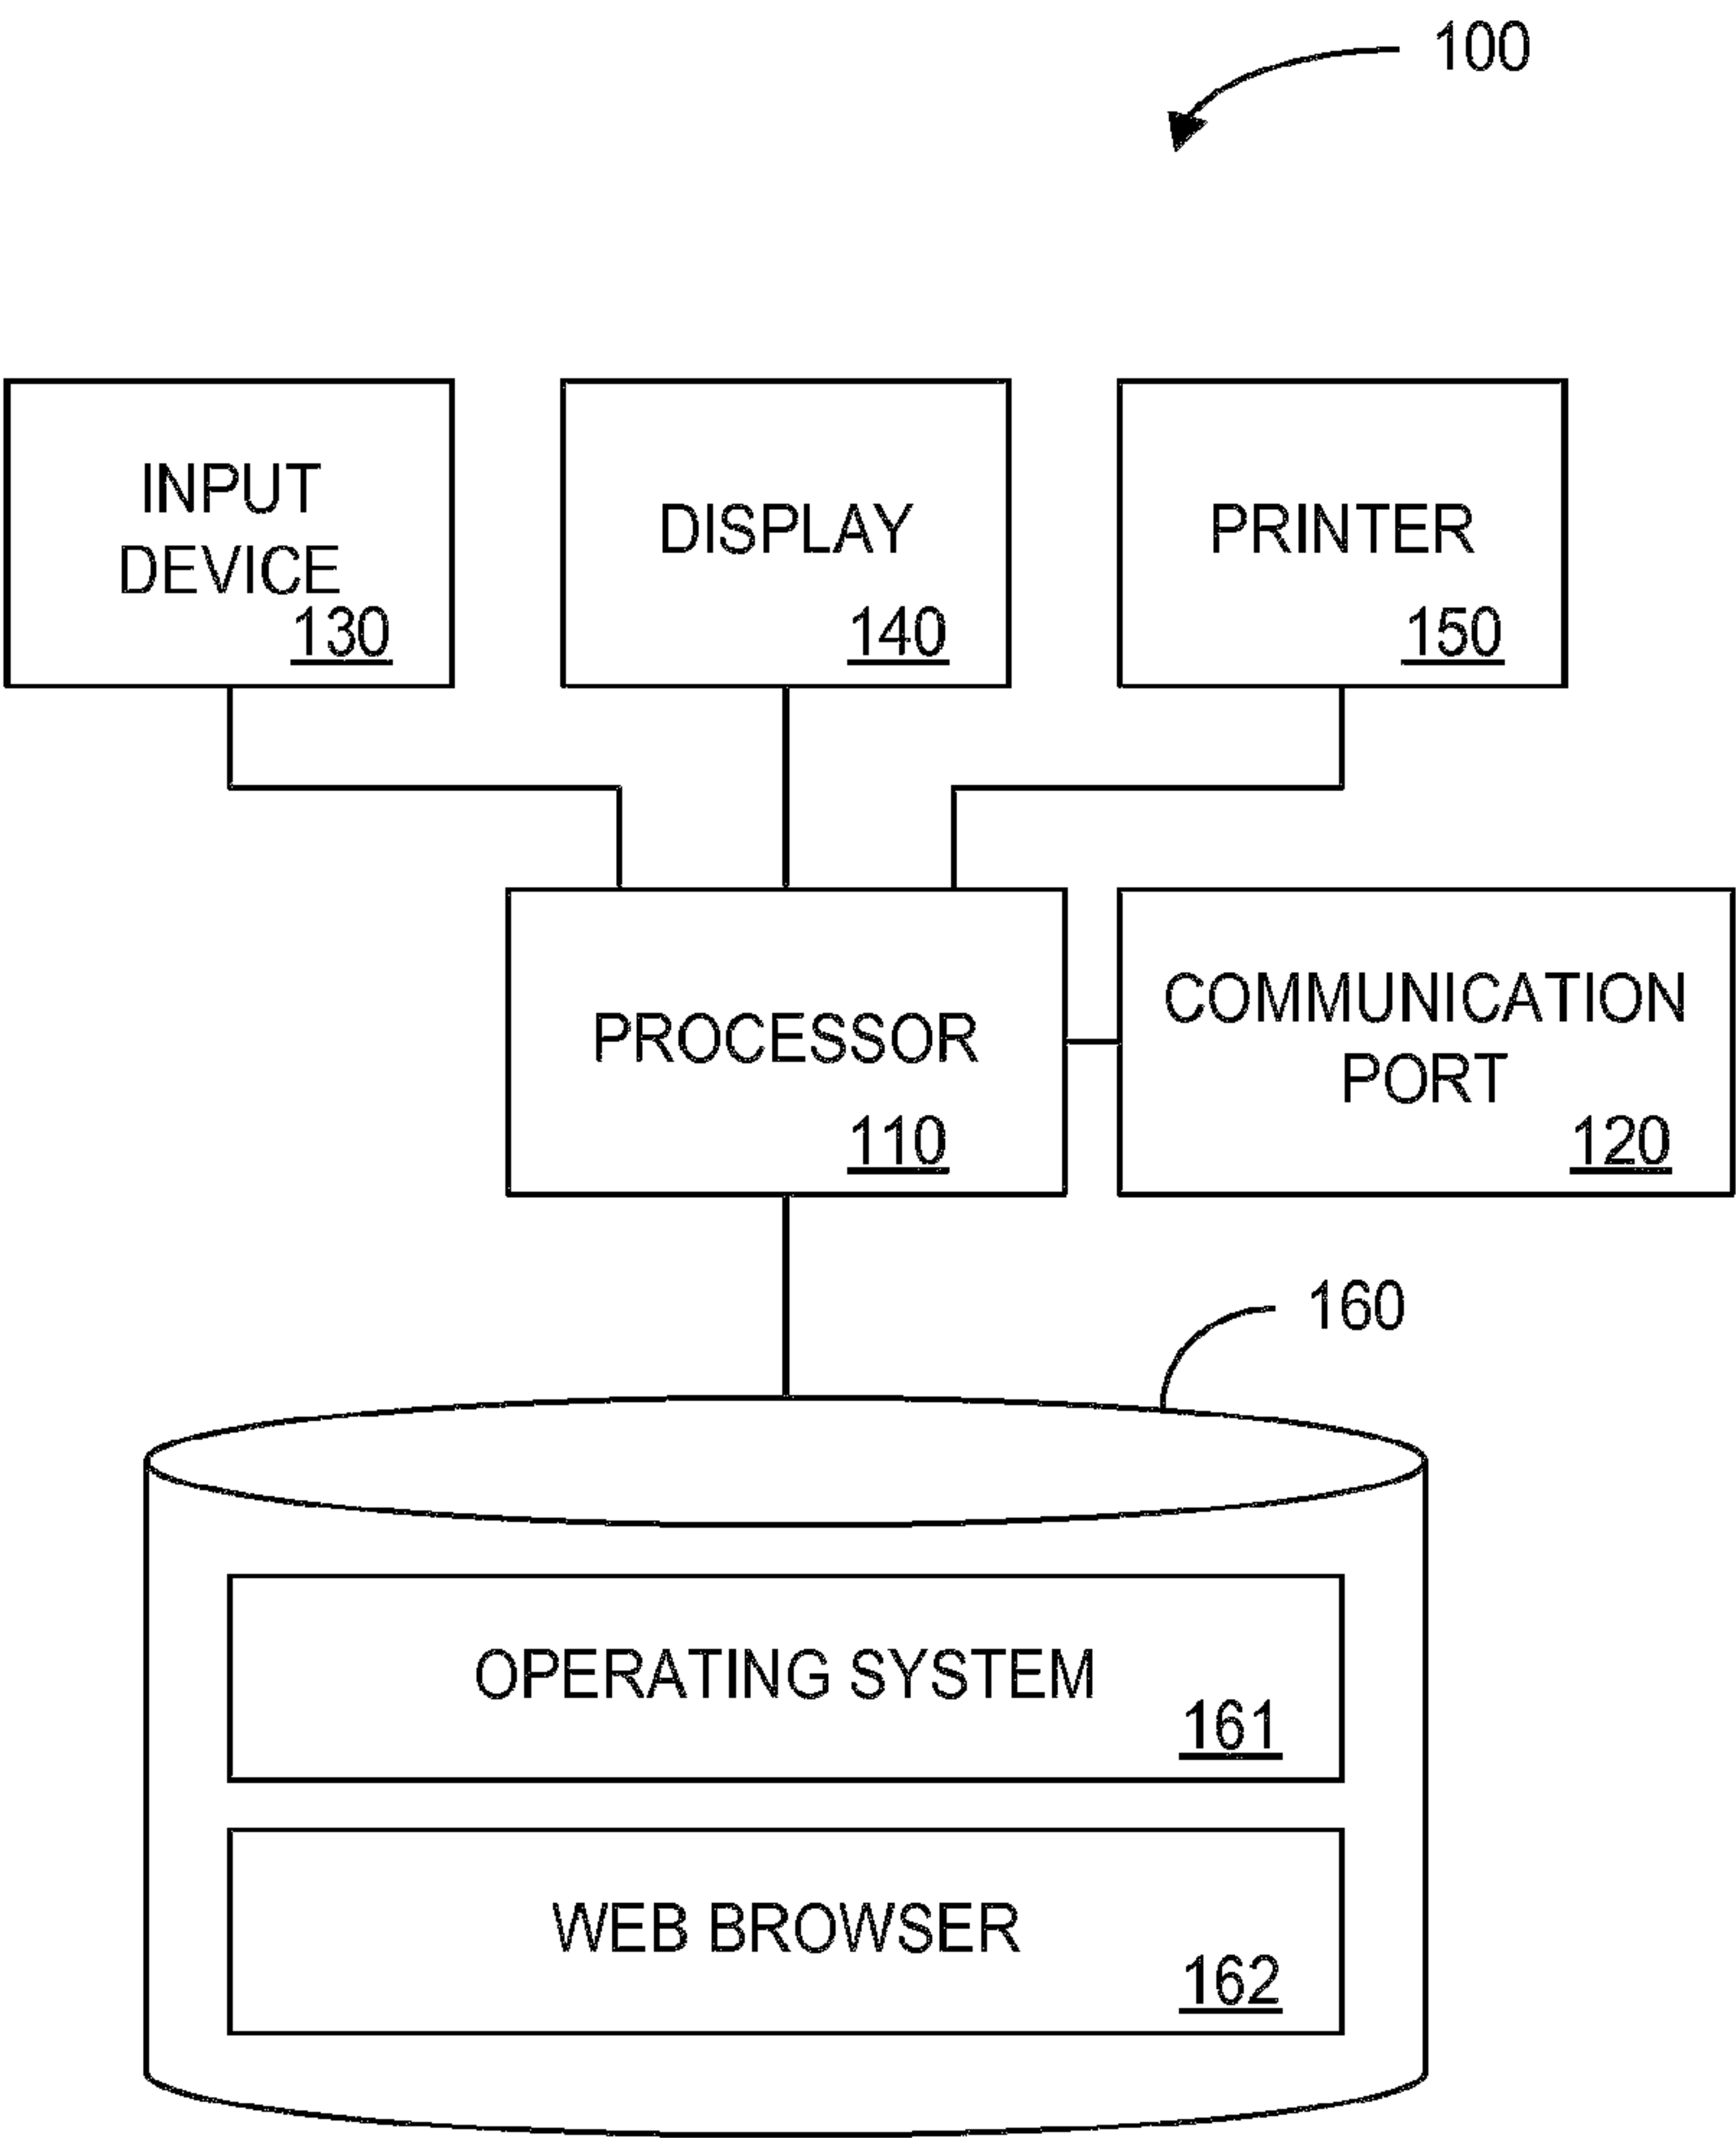 100
INPUT
DEVICE
130
DISPLAY
140
PRINTER
150
PROCESSOR
110
COMMUNICATION
PORT
120
160
OPERATING SYSTEM
161
WEB BROWSER
162